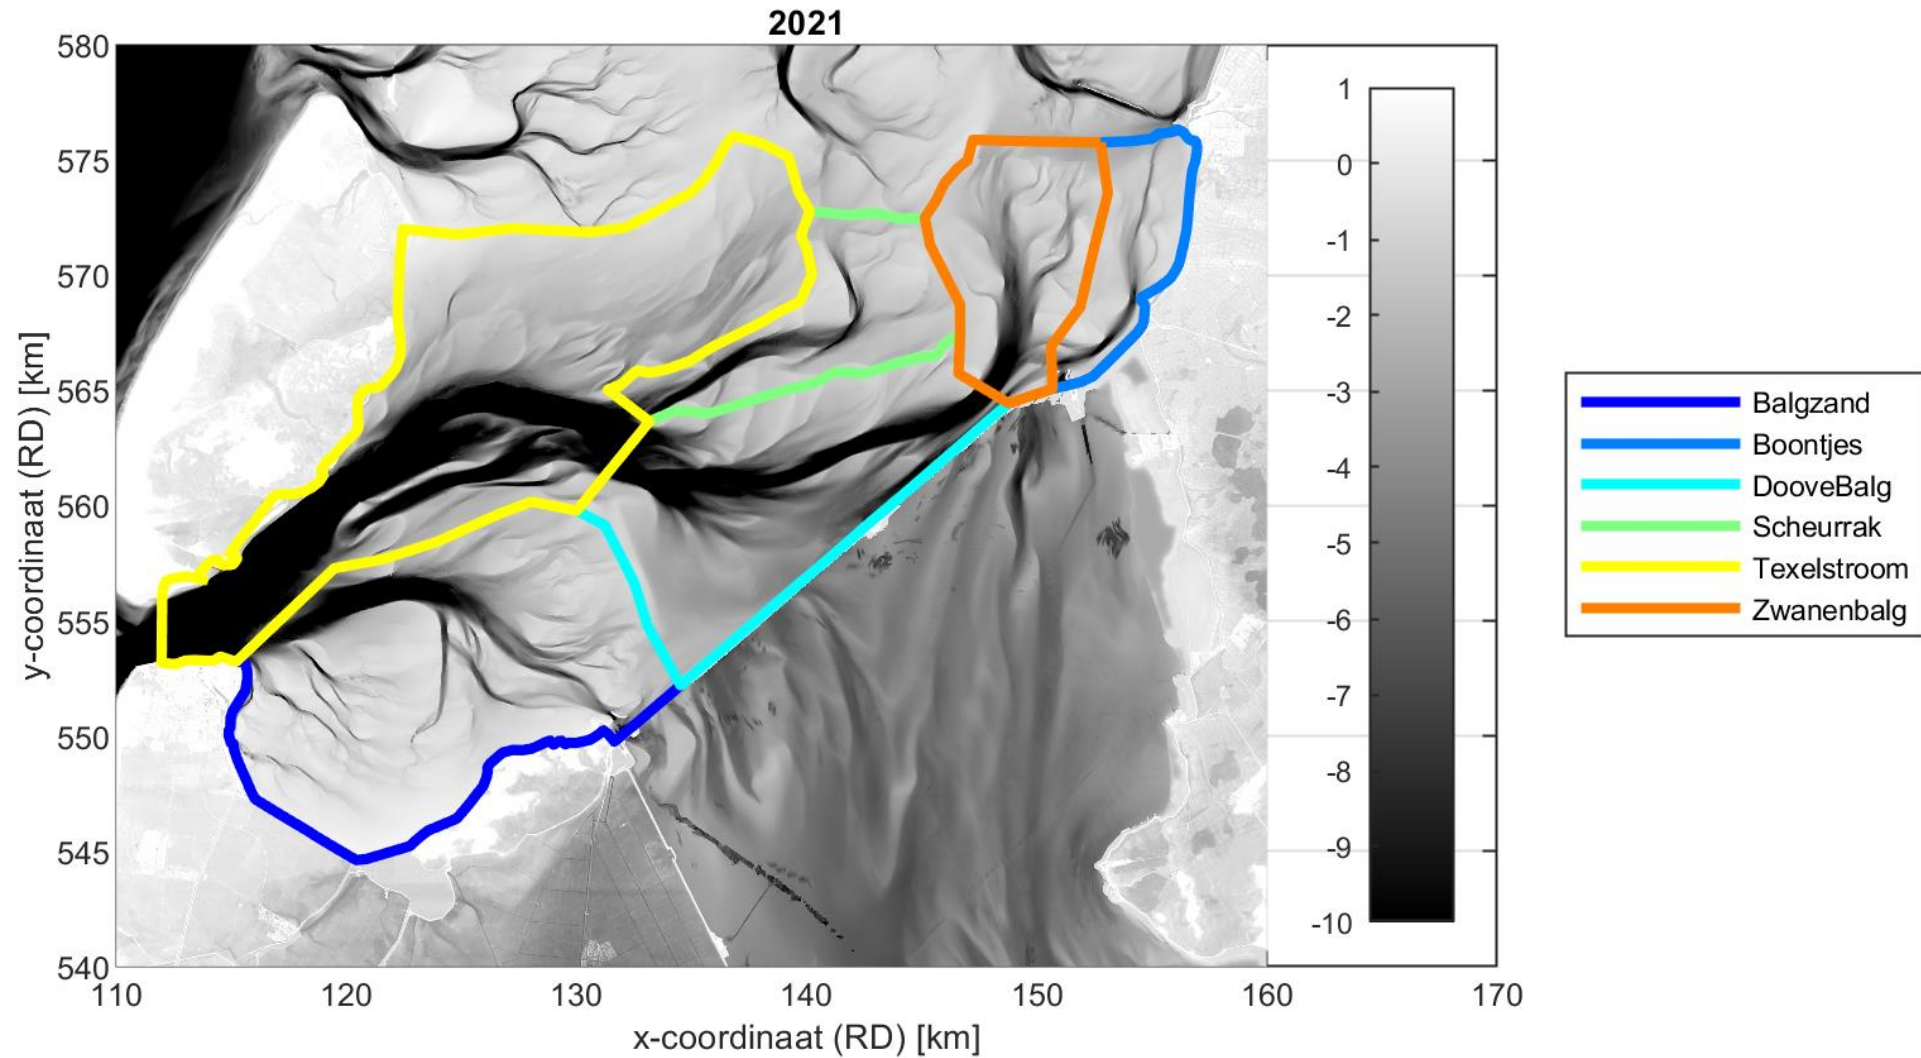 2021
580
575
570
565
560
555
550
545
540
y-coordinaat (RD) [km]
110 120 130 140 150 160 170
x-coordinaat (RD) [km]
1
0
-1
-2
-3
-4
-5
-6
-7
-8
-9
-10
Balgzand
Boontjes
DooveBalg
Scheurrak
Texelstroom
Zwanenbalg